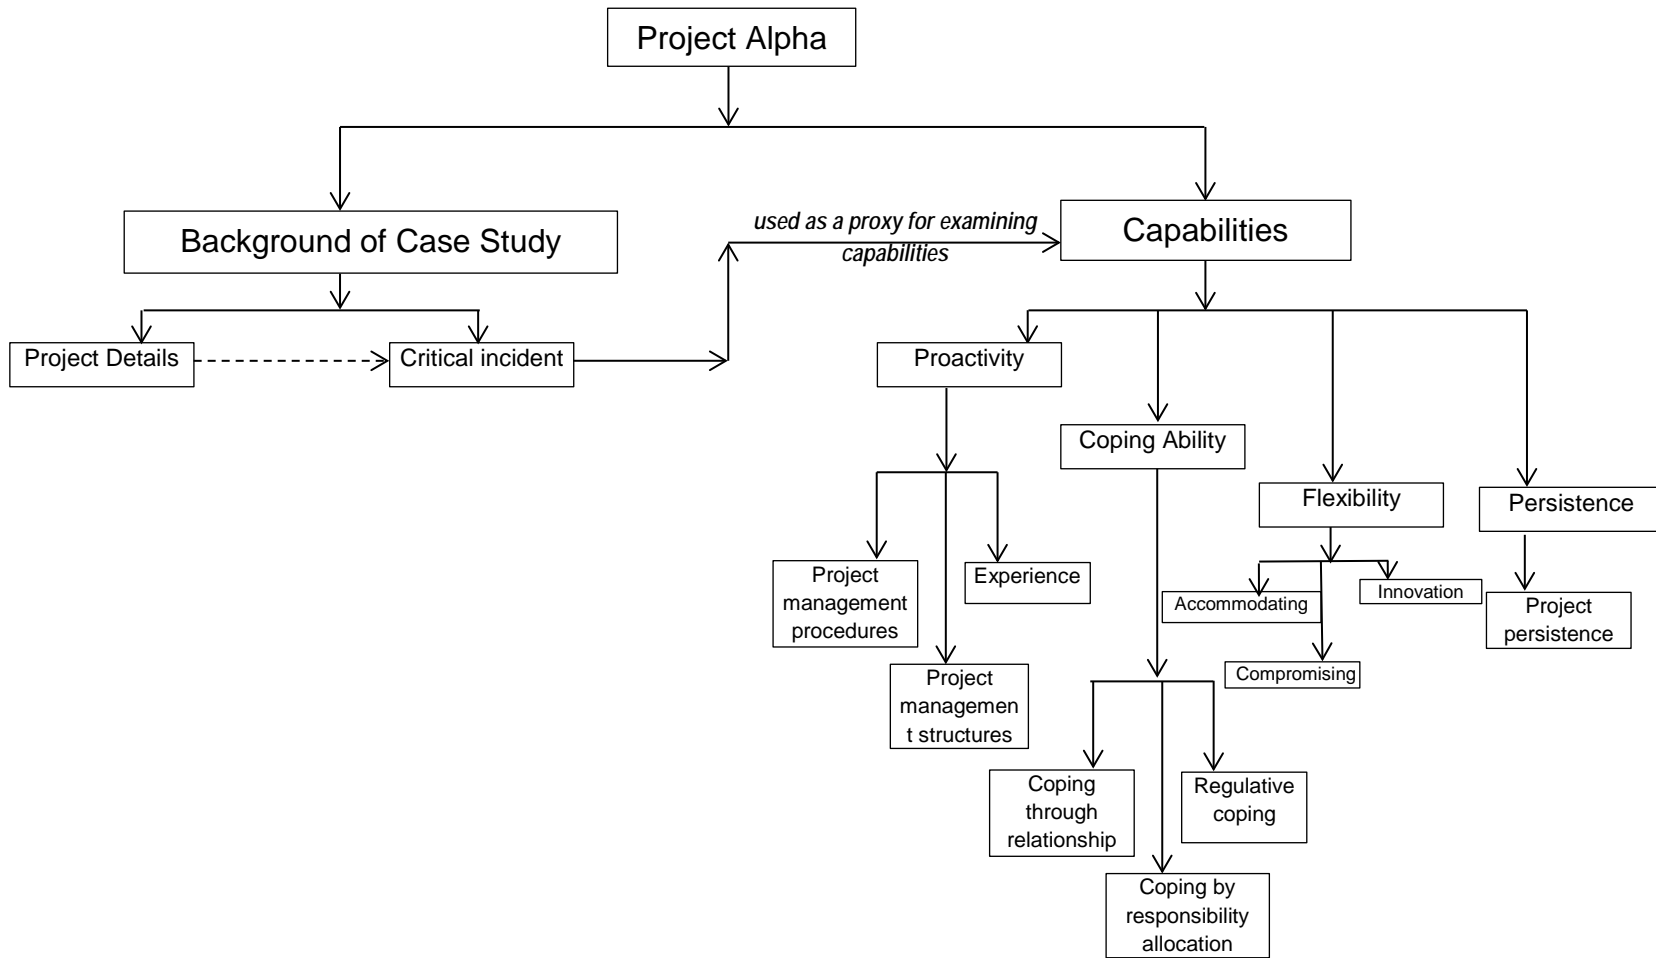 Project Alpha
Background of Case Study
used as a proxy for examining
capabilities
Capabilities
Project Details
Critical incident
Proactivity
Coping Ability
Flexibility
Persistence
Project
management
procedures
Experience
Project
managemen
t structures
Accommodating
Innovation
Compromising
Project
persistence
Coping
through
relationship
Regulative
coping
Coping by
responsibility
allocation